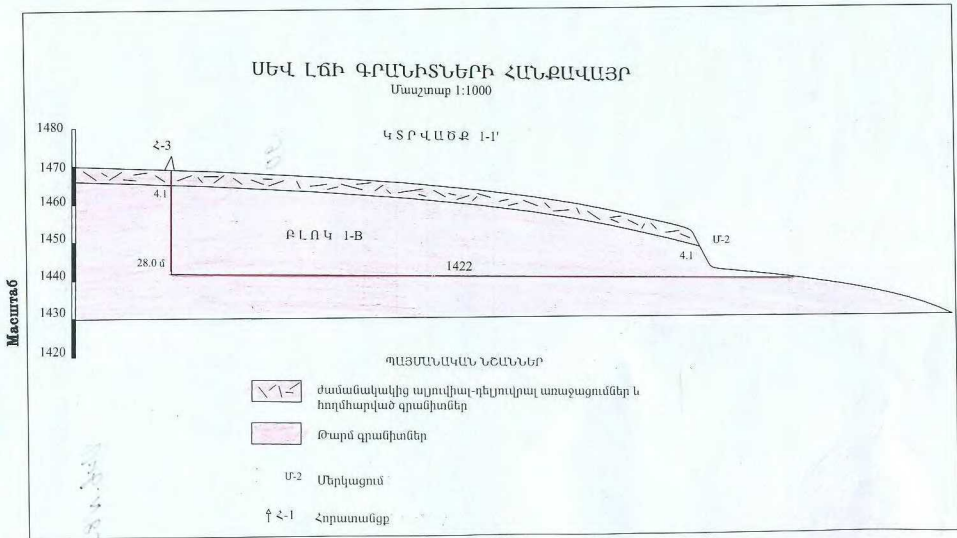 ՍԵՎ ԼՃԻ ԳՐԱՆԻՏՆԵՐԻ ՀԱՆՔԱՎԱՅՐ
Մասշտաբ 1:1000
ԿՏՐՎԱԾՔ 1-1'
1480
Հ-3
1470
4.1
1460
ԲԼՈԿ 1-B
Մ-2
1450
4.1
28.0 մ
1422
1440
1430
1420
Масштаб
ՊԱՅՄԱՆԱԿԱՆ ՆՇԱՆՆԵՐ
ժամանակակից ալյուվիալ-դելյուվրալ առաջացումներ և
հողմհարված գրանիտներ
Թարմ գրանիտներ
Մ-2 Մերկացում
Հ-1 Հորատանցք